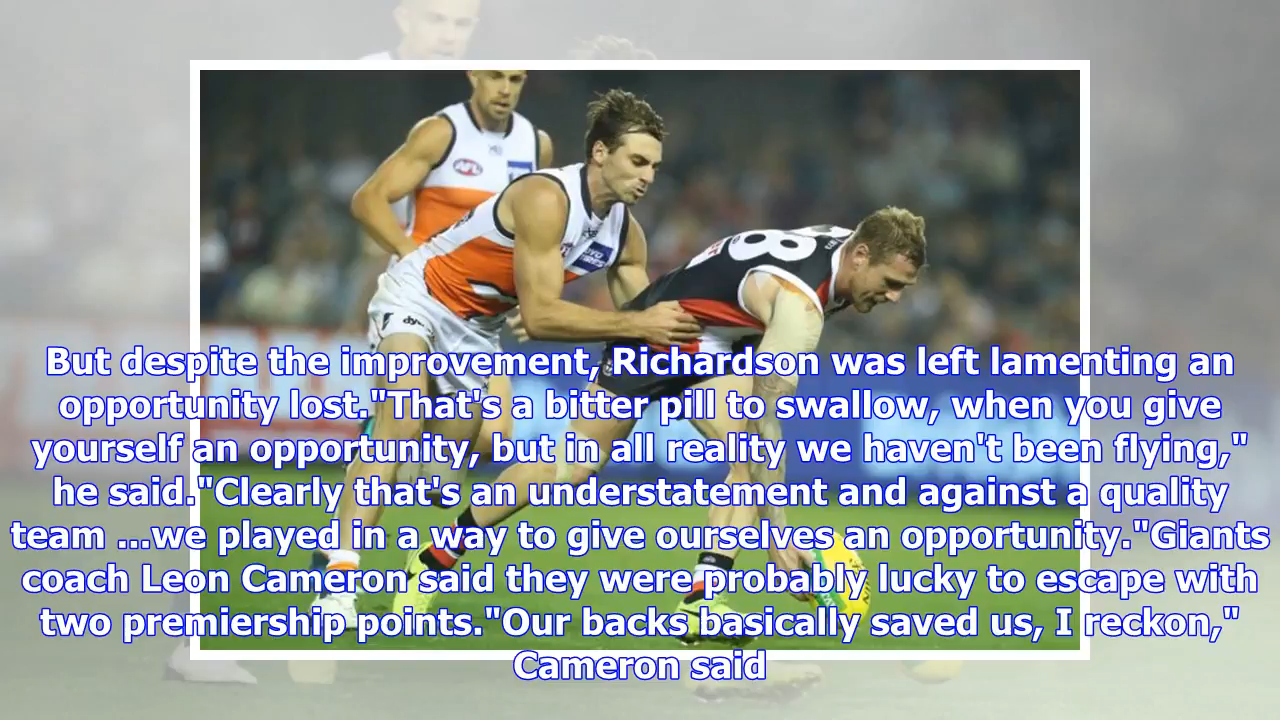 But despite the improvement, Richardson was left lamenting an
opportunity lost."That's a bitter pill to swallow, when you give
yourself an opportunity, but in all reality we haven't been flying,"
he said."Clearly that's an understatement and against a quality
team ...we played in a way to give ourselves an opportunity."Giants
coach Leon Cameron said they were probably lucky to escape with
two premiership points."Our backs basically saved us, I reckon,"
Cameron said
AFL
8